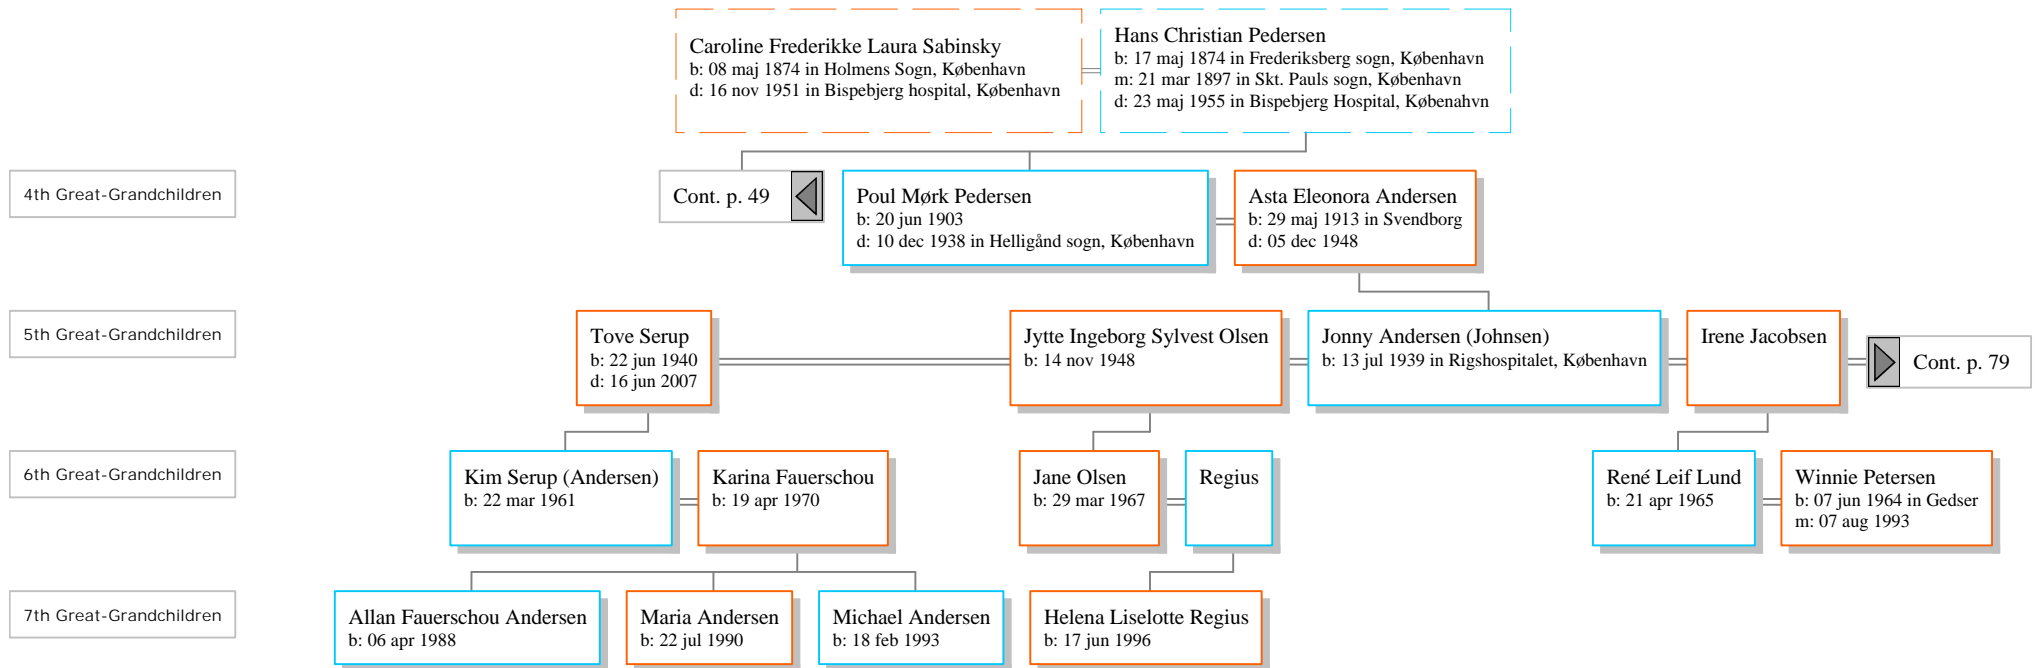 Caroline Frederikke Laura Sabinsky
b: 08 maj 1874 in Holmens Sogn, København
d: 16 nov 1951 in Bispebjerg hospital, København
Hans Christian Pedersen
b: 17 maj 1874 in Frederiksberg sogn, København
m: 21 mar 1897 in Skt. Pauls sogn, København
d: 23 maj 1955 in Bispebjerg Hospital, København
4th Great-Grandchildren
Cont. p. 49
Poul Mørk Pedersen
b: 20 jun 1903
d: 10 dec 1938 in Helligånd sogn, København
Asta Eleonora Andersen
b: 29 maj 1913 in Svendborg
d: 05 dec 1948
5th Great-Grandchildren
Tove Serup
b: 22 jun 1940
d: 16 jun 2007
Jytte Ingeborg Sylvest Olsen
b: 14 nov 1948
Jonny Andersen (Johnsen)
b: 13 jul 1939 in Rigshospitalet, København
Irene Jacobsen
Cont. p. 79
6th Great-Grandchildren
Kim Serup (Andersen)
b: 22 mar 1961
Karina Fauerschou
b: 19 apr 1970
Jane Olsen
b: 29 mar 1967
Regius
René Leif Lund
b: 21 apr 1965
Winnie Petersen
b: 07 jun 1964 in Gedser
m: 07 aug 1993
7th Great-Grandchildren
Allan Fauerschou Andersen
b: 06 apr 1988
Maria Andersen
b: 22 jul 1990
Michael Andersen
b: 18 feb 1993
Helena Liselotte Regius
b: 17 jun 1996